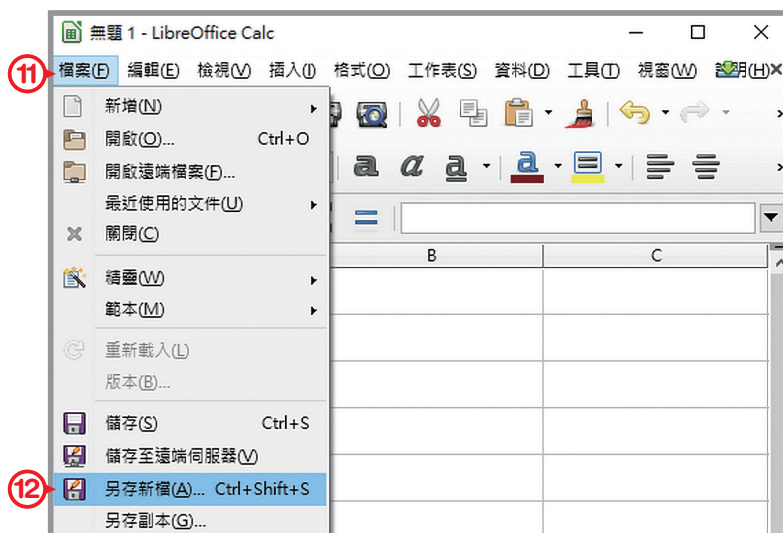 無題 1 - LibreOffice Calc
⑪ 檔案(F) 編輯(E) 檢視(V) 插入(I) 格式(O) 工作表(S) 資料(D) 工具(T) 視窗(W) 說明(H)
新增(N)
開啟(O)... Ctrl+O
開啟遠端檔案(F)...
最近使用的文件(U)
關閉(C)
精靈(W)
範本(M)
重新載入(L)
版本(B)...
儲存(S) Ctrl+S
儲存至遠端伺服器(V)
⑫ 另存新檔(A)... Ctrl+Shift+S
另存副本(G)...
a a a a
B C